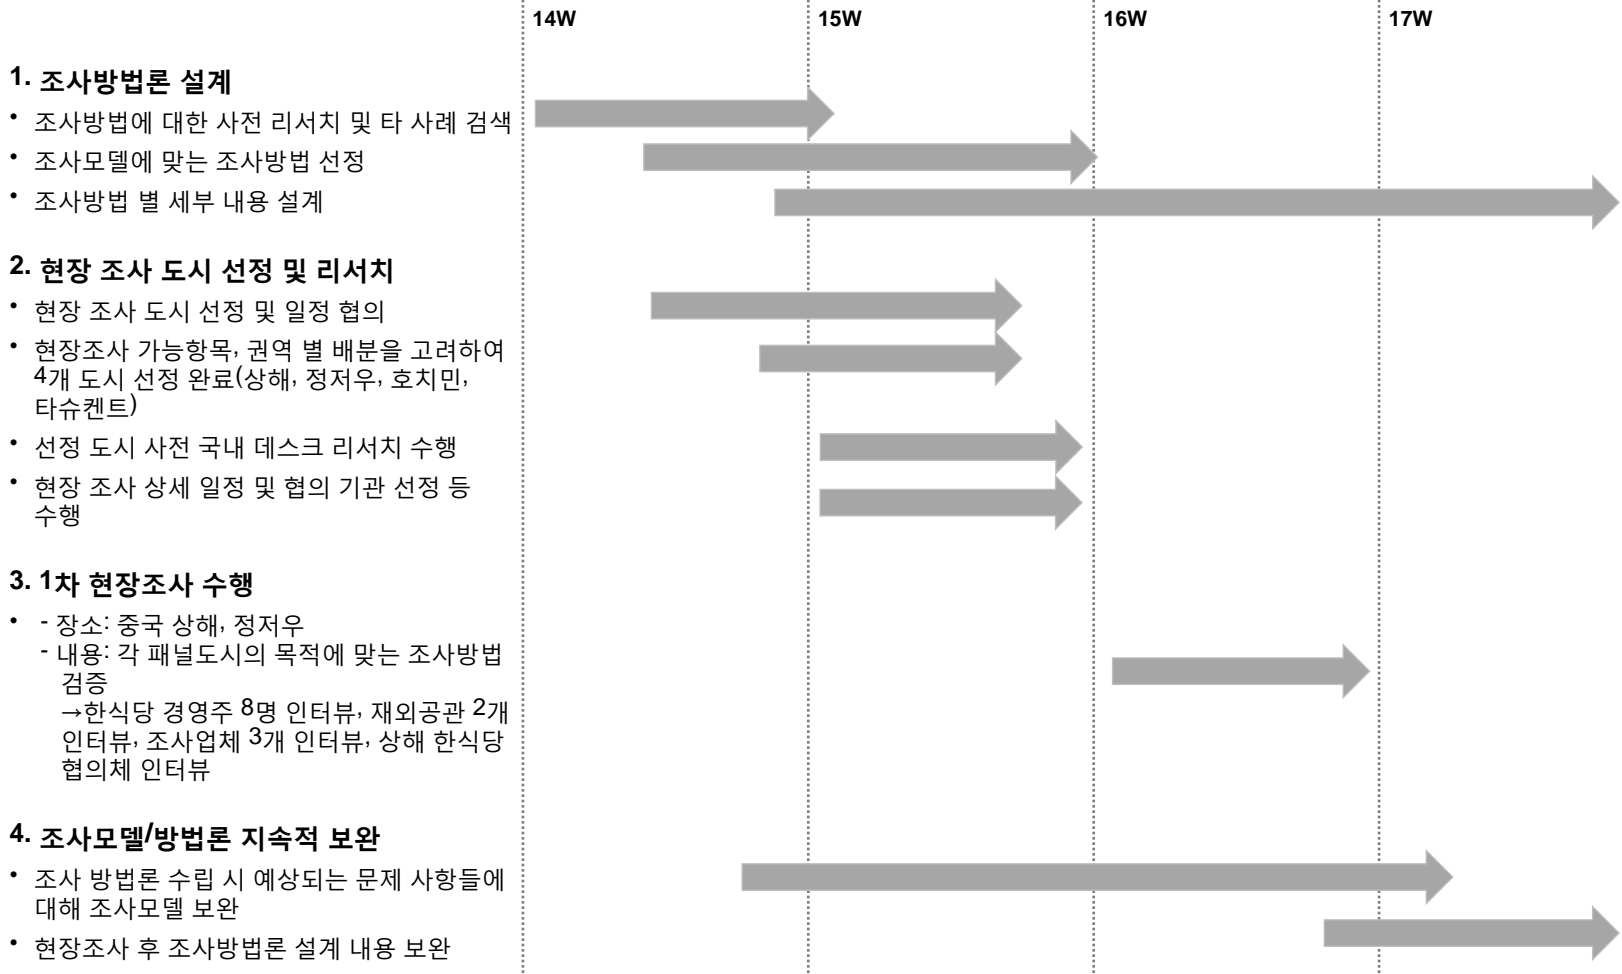 14W 15W 16W 17W
1. 조사방법론 설계
• 조사방법에 대한 사전 리서치 및 타 사례 검색
• 조사모델에 맞는 조사방법 선정
• 조사방법 별 세부 내용 설계
2. 현장 조사 도시 선정 및 리서치
• 현장 조사 도시 선정 및 일정 협의
• 현장조사 가능항목, 권역 별 배분을 고려하여
4개 도시 선정 완료(상해, 정저우, 호치민,
타슈켄트)
• 선정 도시 사전 국내 데스크 리서치 수행
• 현장 조사 상세 일정 및 협의 기관 선정 등
수행
3. 1차 현장조사 수행
• - 장소: 중국 상해, 정저우
- 내용: 각 패널도시의 목적에 맞는 조사방법
검증
→한식당 경영주 8명 인터뷰, 재외공관 2개
인터뷰, 조사업체 3개 인터뷰, 상해 한식당
협의체 인터뷰
4. 조사모델/방법론 지속적 보완
• 조사 방법론 수립 시 예상되는 문제 사항들에
대해 조사모델 보완
• 현장조사 후 조사방법론 설계 내용 보완